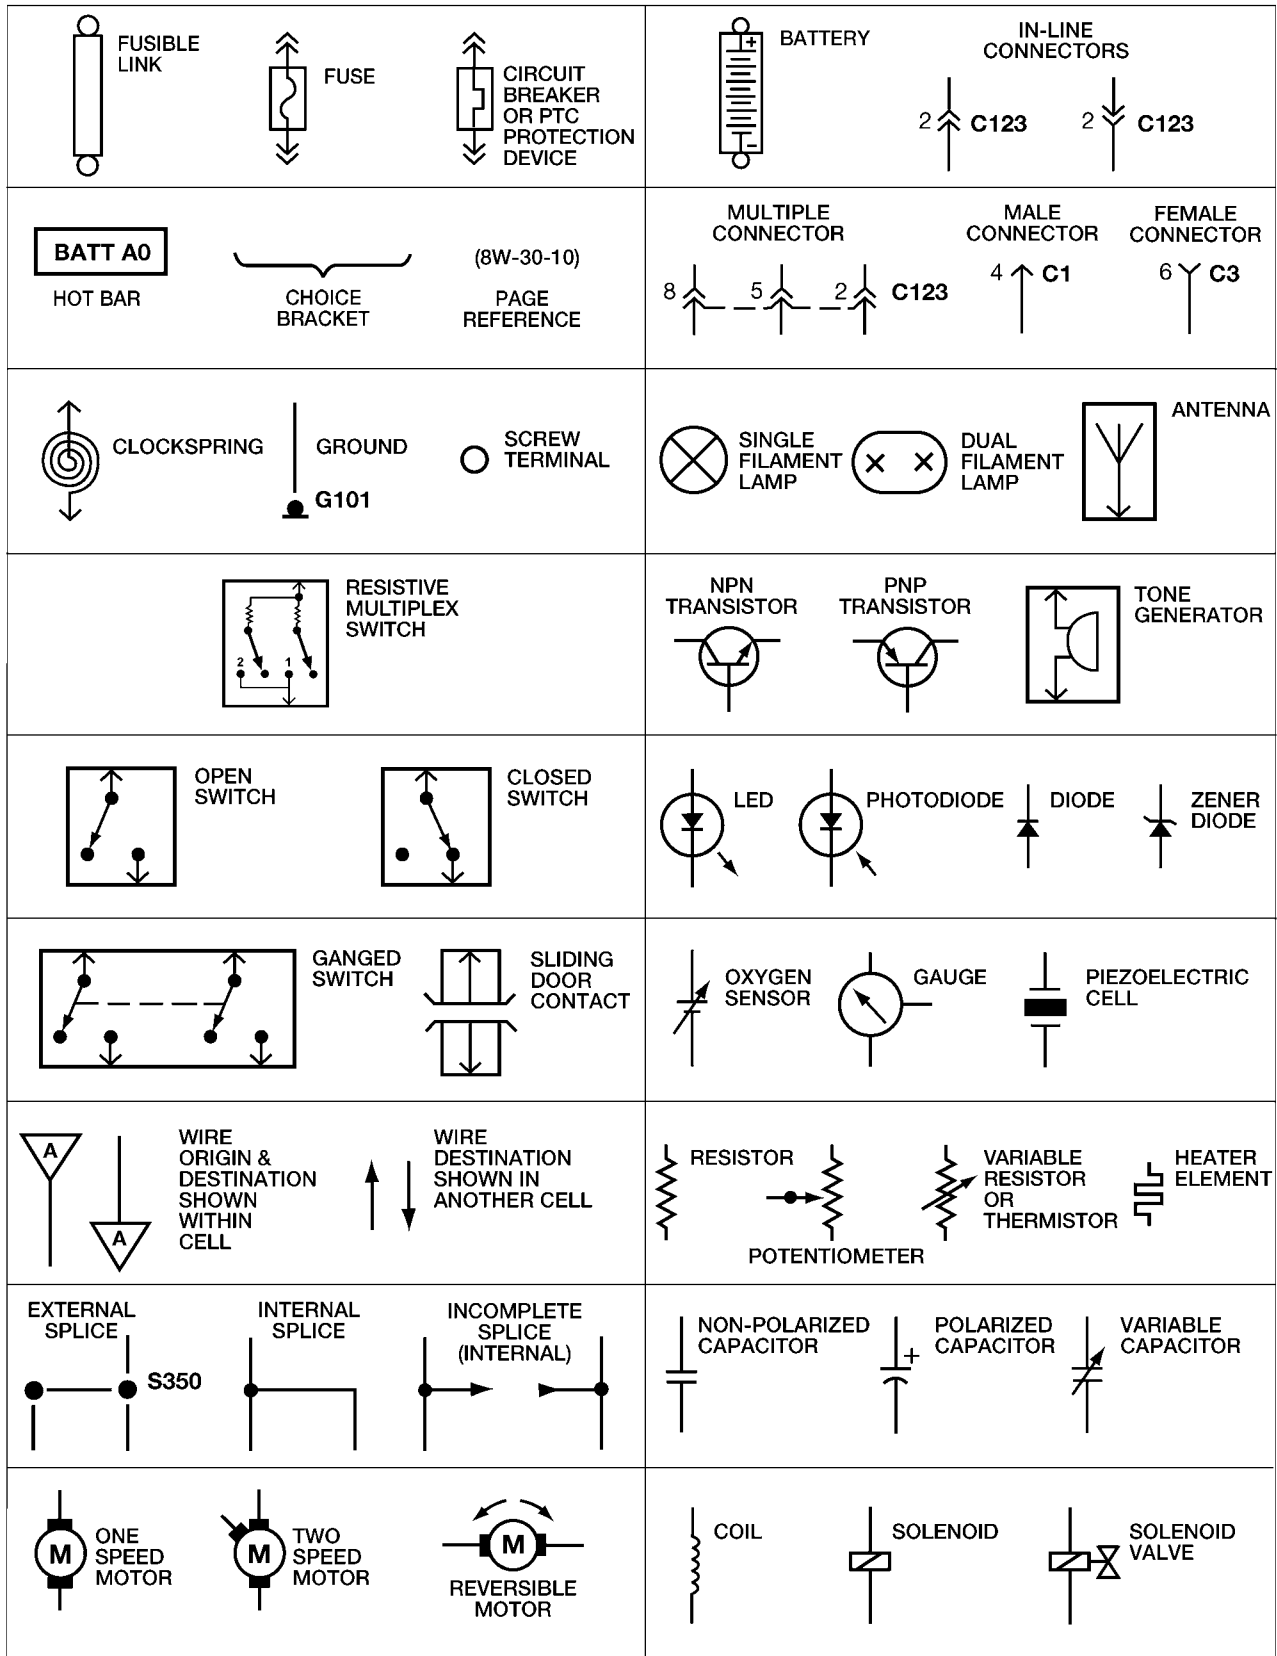 FUSIBLE
LINK
FUSE
CIRCUIT
BREAKER
OR PTC
PROTECTION
DEVICE
BATTERY
+
−
IN-LINE
CONNECTORS
2 C123
2 C123
BATT A0
HOT BAR
CHOICE
BRACKET
(8W-30-10)
PAGE
REFERENCE
MULTIPLE
CONNECTOR
8 5 2 C123
MALE
CONNECTOR
4 C1
FEMALE
CONNECTOR
6 C3
CLOCKSPRING
GROUND
G101
SCREW
TERMINAL
SINGLE
FILAMENT
LAMP
DUAL
FILAMENT
LAMP
ANTENNA
RESISTIVE
MULTIPLEX
SWITCH
2 1
NPN
TRANSISTOR
PNP
TRANSISTOR
TONE
GENERATOR
OPEN
SWITCH
CLOSED
SWITCH
LED
PHOTODIODE
DIODE
ZENER
DIODE
GANGED
SWITCH
SLIDING
DOOR
CONTACT
OXYGEN
SENSOR
GAUGE
PIEZOELECTRIC
CELL
A
A
WIRE
ORIGIN &
DESTINATION
SHOWN
WITHIN
CELL
WIRE
DESTINATION
SHOWN IN
ANOTHER CELL
RESISTOR
POTENTIOMETER
VARIABLE
RESISTOR
OR
THERMISTOR
HEATER
ELEMENT
EXTERNAL
SPLICE
S350
INTERNAL
SPLICE
INCOMPLETE
SPLICE
(INTERNAL)
NON-POLARIZED
CAPACITOR
+
POLARIZED
CAPACITOR
VARIABLE
CAPACITOR
M
ONE
SPEED
MOTOR
M
TWO
SPEED
MOTOR
M
REVERSIBLE
MOTOR
COIL
SOLENOID
SOLENOID
VALVE